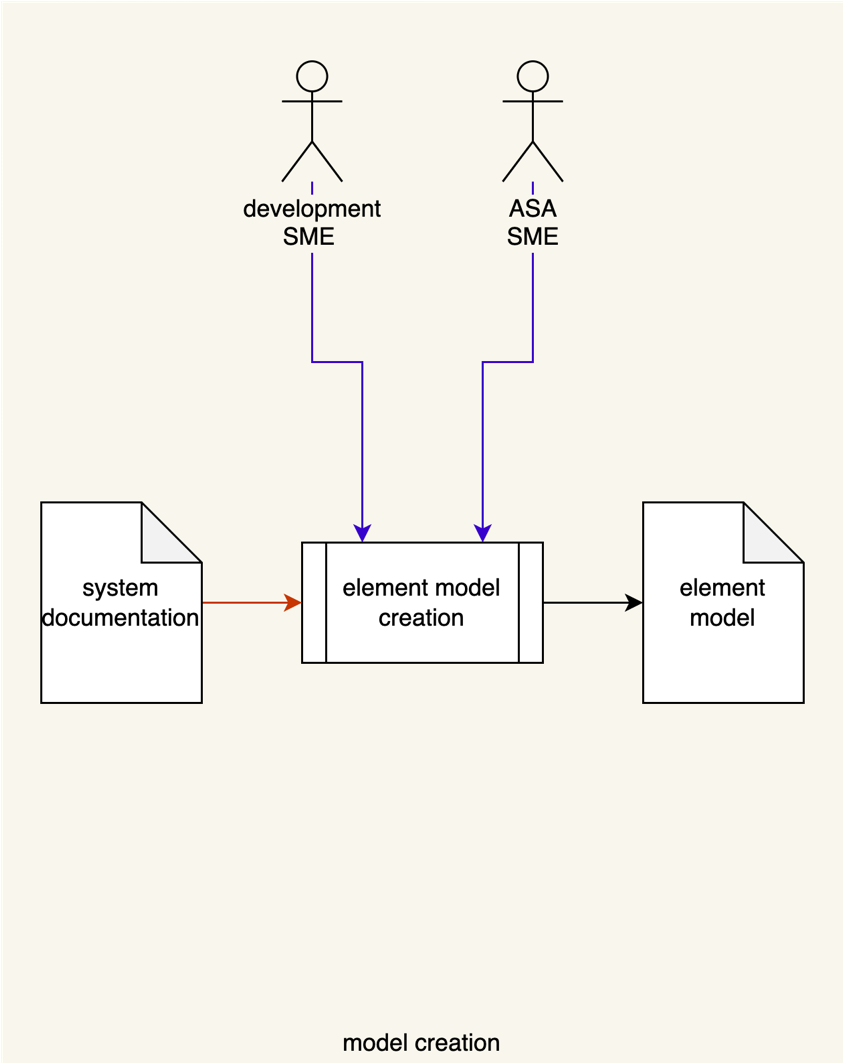 development
SME
ASA
SME
system
documentation
element model
creation
element
model
model creation